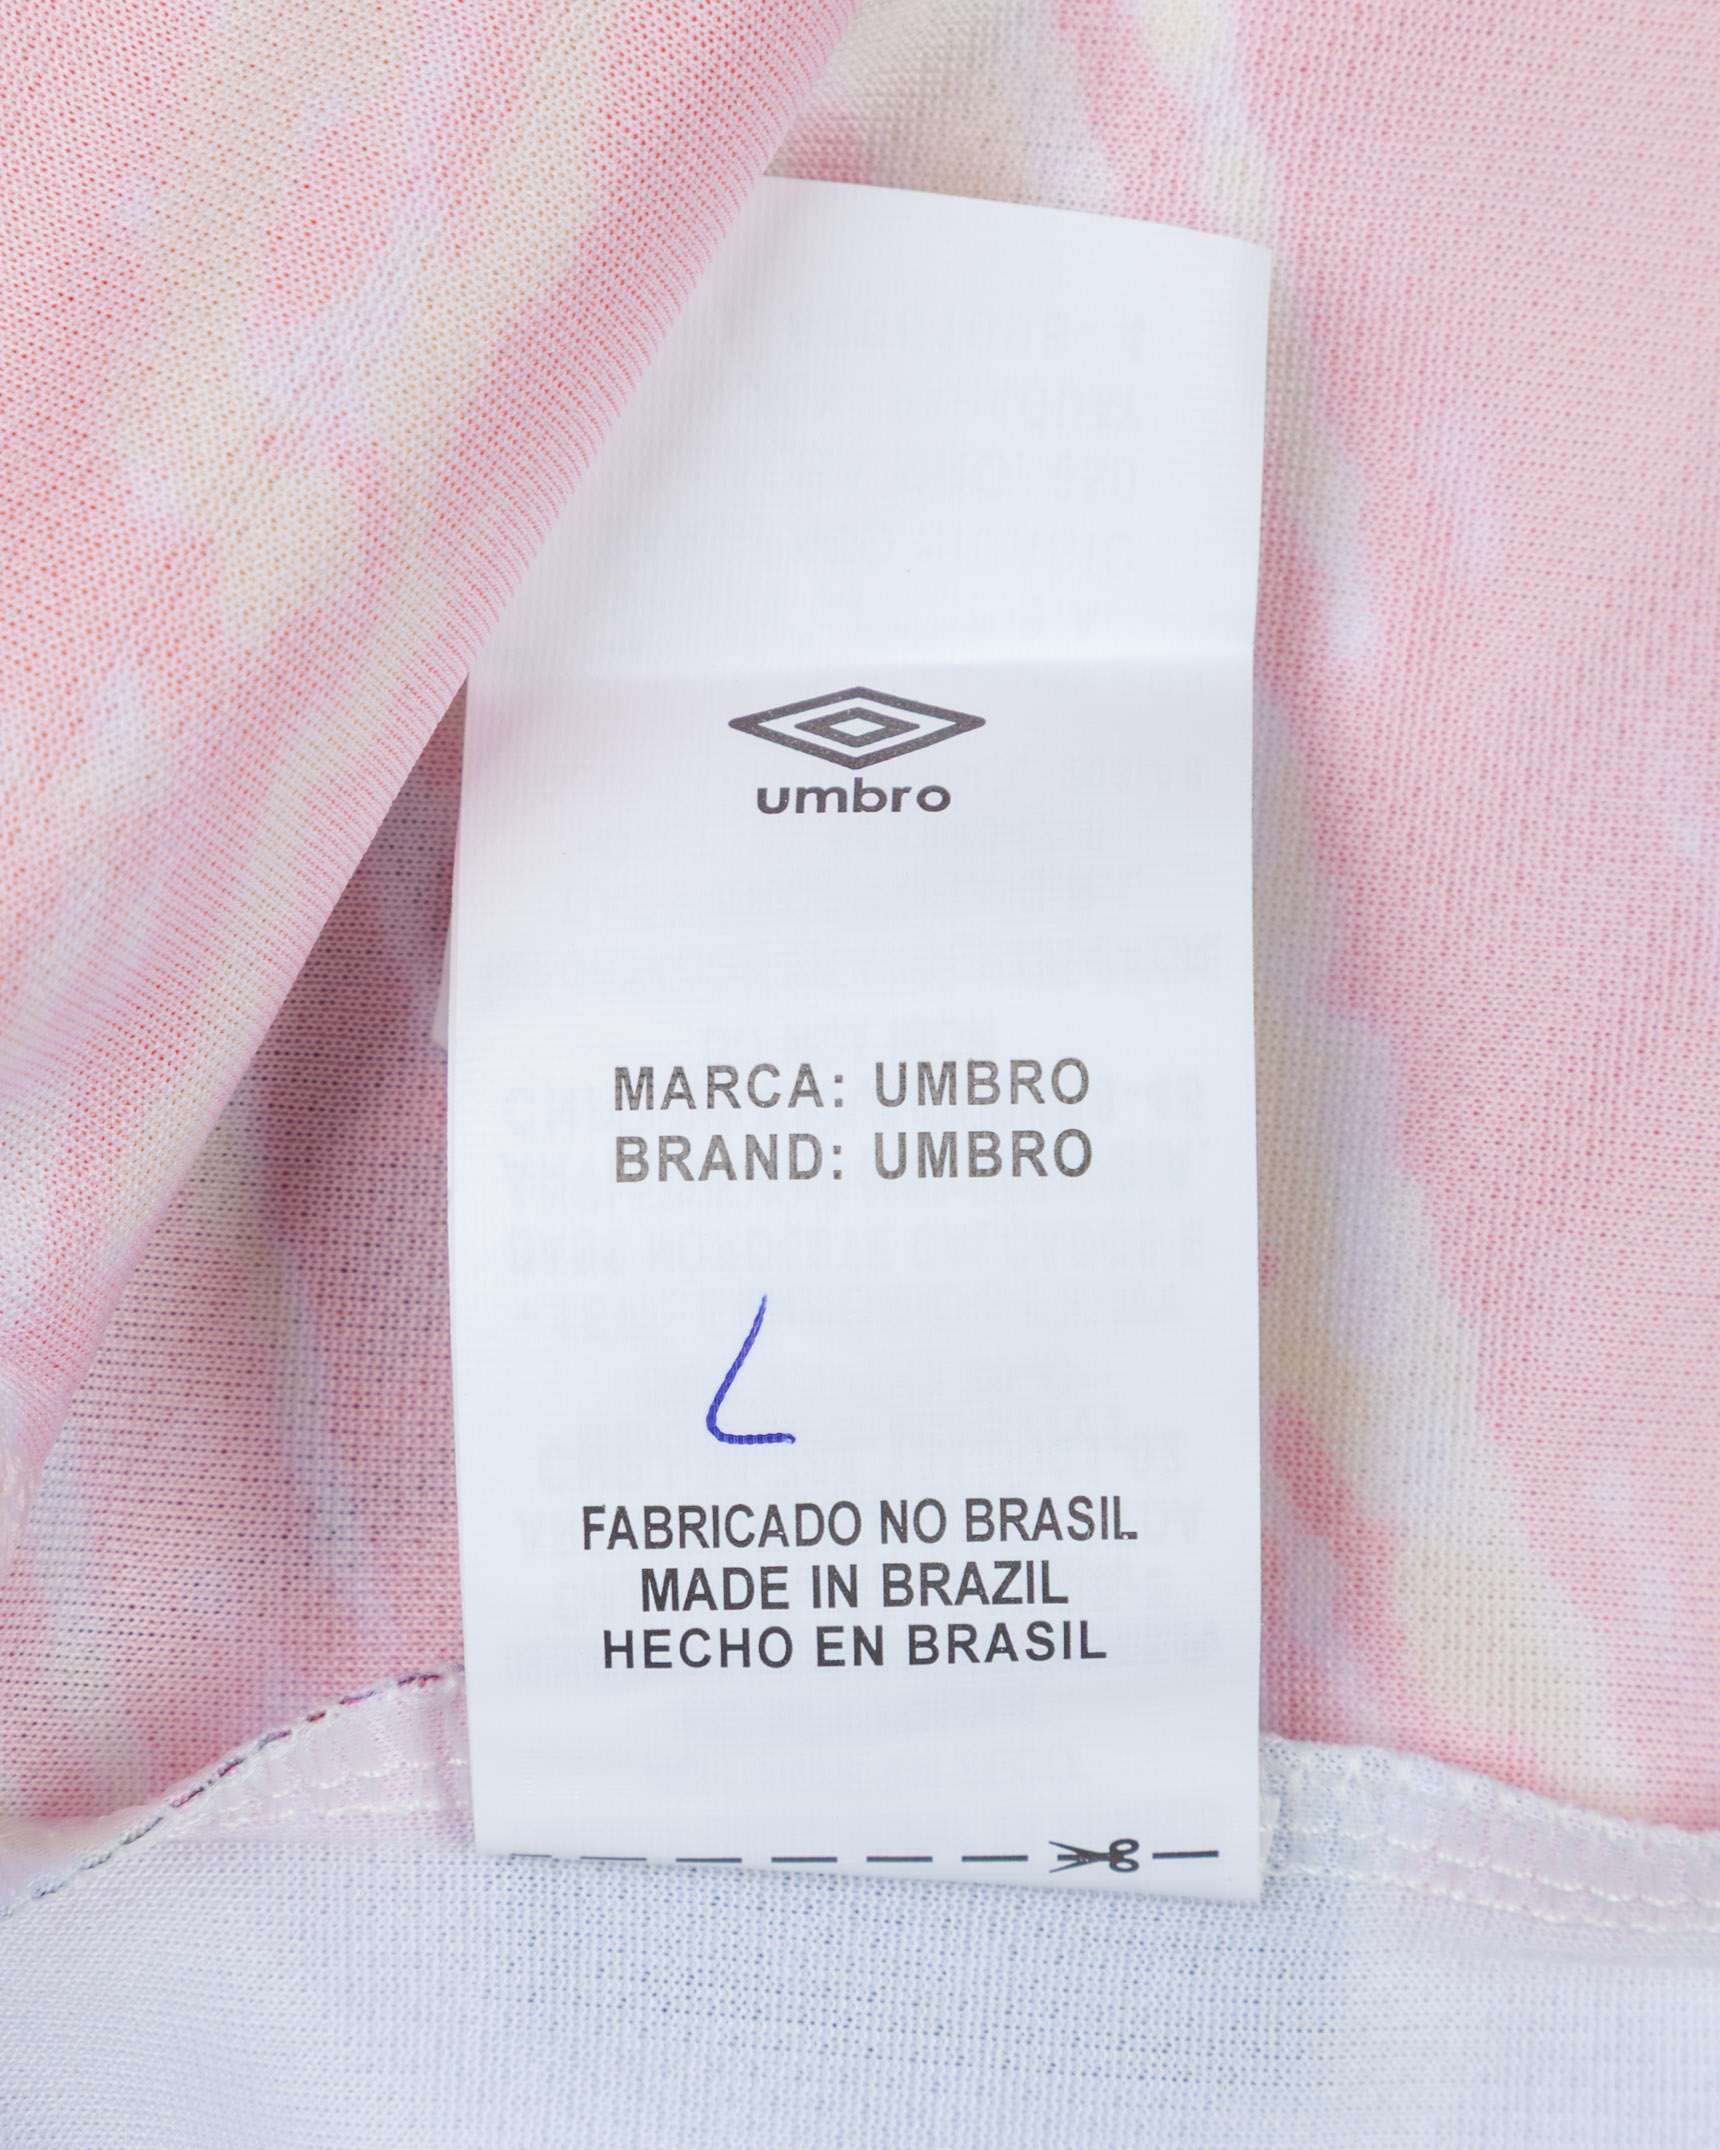 umbro
MARCA: UMBRO
BRAND: UMBRO
L
FABRICADO NO BRASIL
MADE IN BRAZIL
HECHO EN BRASIL